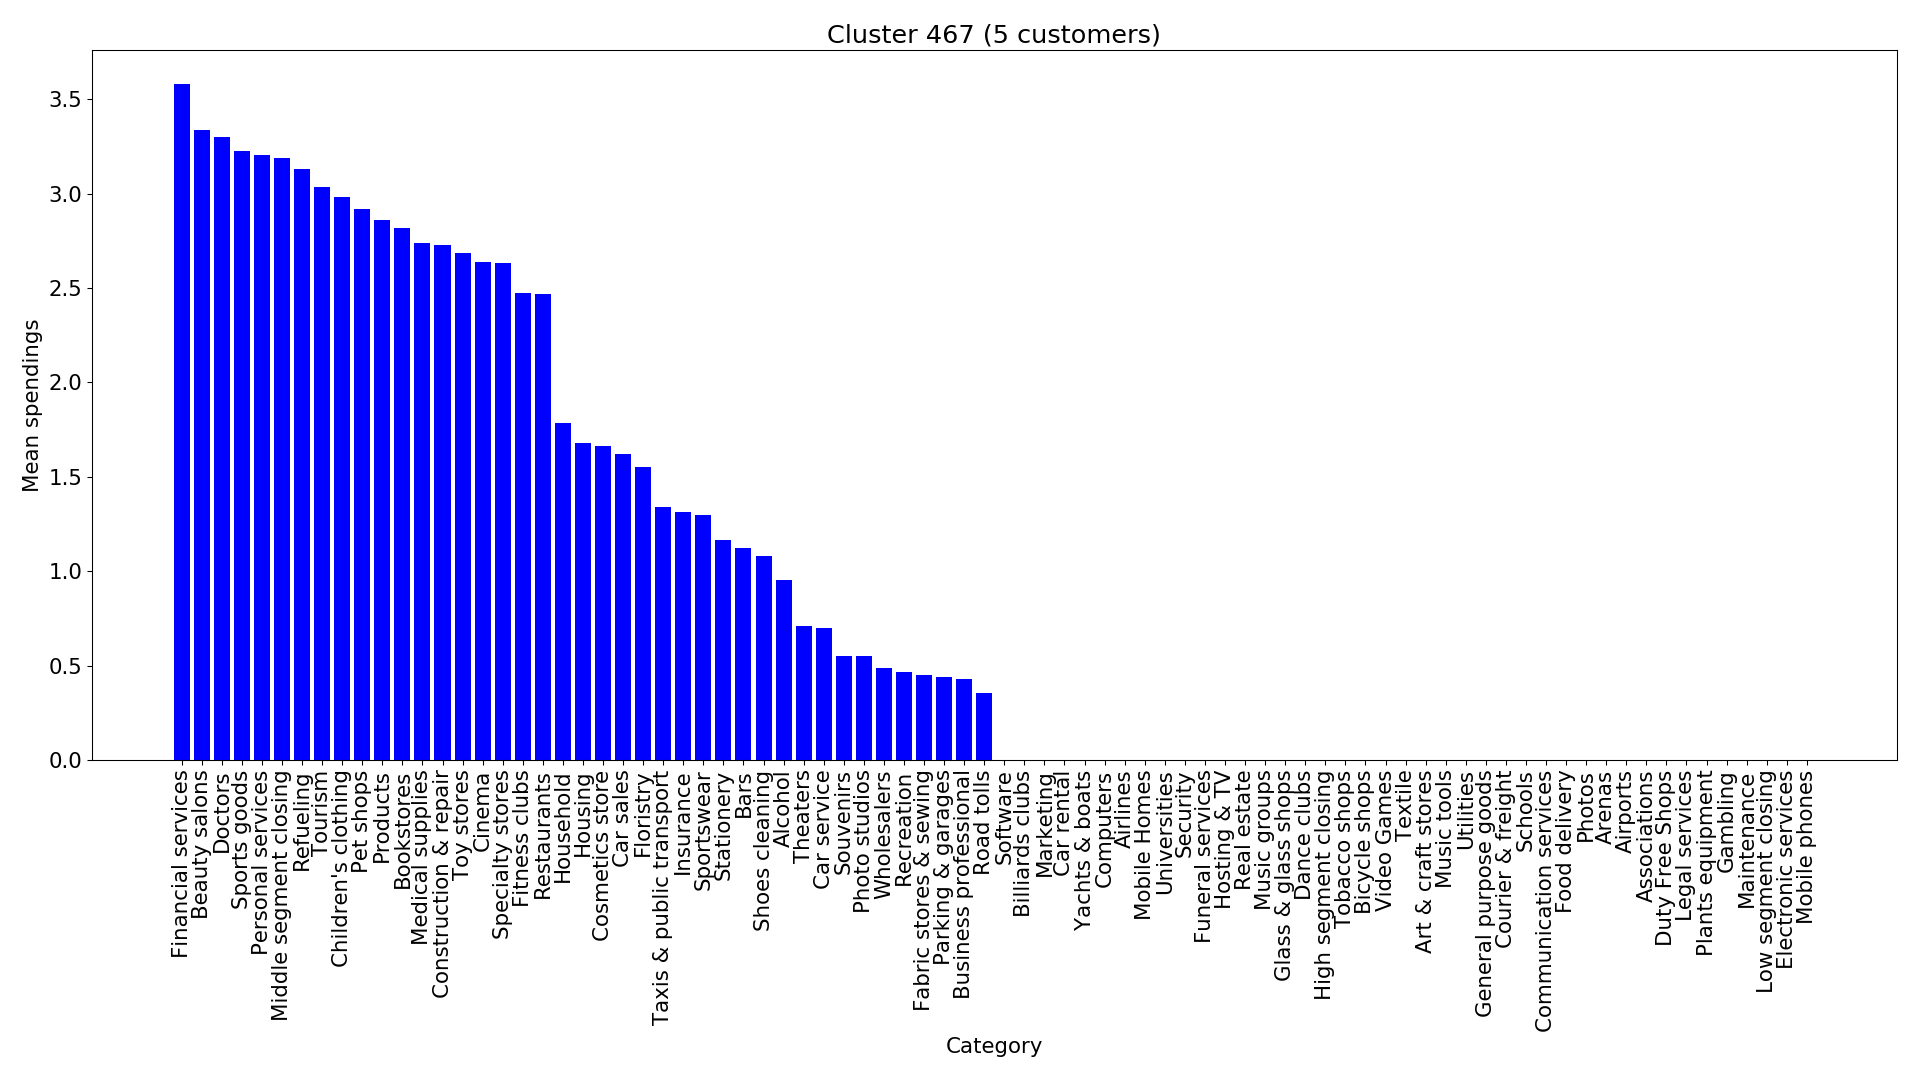 Cluster 467 (5 customers)
Mean spendings
3.5
3.0
2.5
2.0
1.5
1.0
0.5
0.0
Financial services
Beauty salons
Doctors
Sports goods
Personal services
Middle segment closing
Refueling
Tourism
Children's clothing
Pet shops
Products
Bookstores
Medical supplies
Construction & repair
Toy stores
Cinema
Specialty stores
Fitness clubs
Restaurants
Household
Housing
Cosmetics store
Car sales
Floristry
Taxis & public transport
Insurance
Sportswear
Stationery
Bars
Shoes cleaning
Alcohol
Theaters
Car service
Souvenirs
Photo studios
Wholesalers
Recreation
Fabric stores & sewing
Parking & garages
Business professional
Road tolls
Software
Billiards clubs
Marketing
Car rental
Yachts & boats
Computers
Airlines
Mobile Homes
Universities
Security
Funeral services
Hosting & TV
Real estate
Music groups
Glass & glass shops
Dance clubs
High segment closing
Tobacco shops
Bicycle shops
Video Games
Textile
Art & craft stores
Music tools
Utilities
General purpose goods
Courier & freight
Schools
Communication services
Food delivery
Photos
Arenas
Airports
Associations
Duty Free Shops
Legal services
Plants equipment
Gambling
Maintenance
Low segment closing
Electronic services
Mobile phones
Category